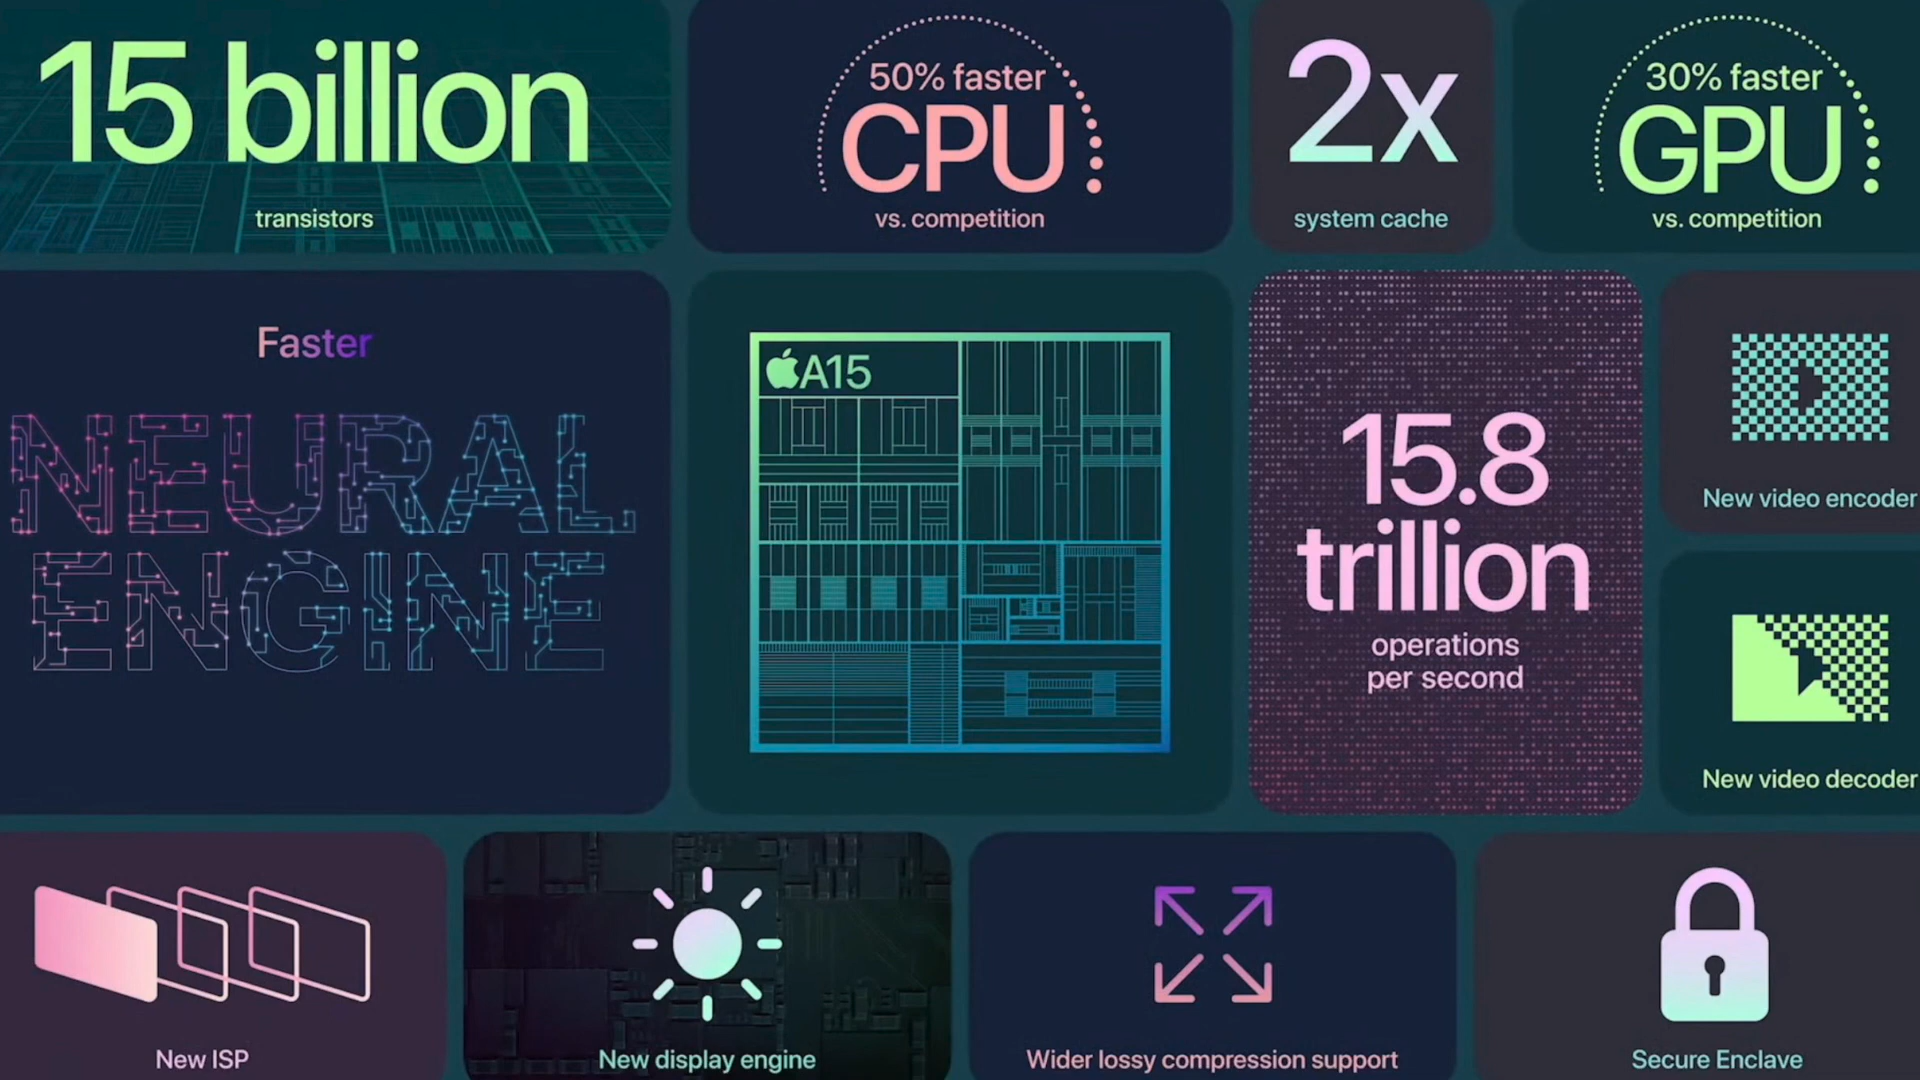 15 billion
transistors
50% faster
CPU
vs. competition
2x
system cache
30% faster
GPU
vs. competition
Faster
NEURAL
ENGINE
A15
15.8
trillion
operations
per second
New video encoder
New video decoder
New ISP
New display engine
Wider lossy compression support
Secure Enclave